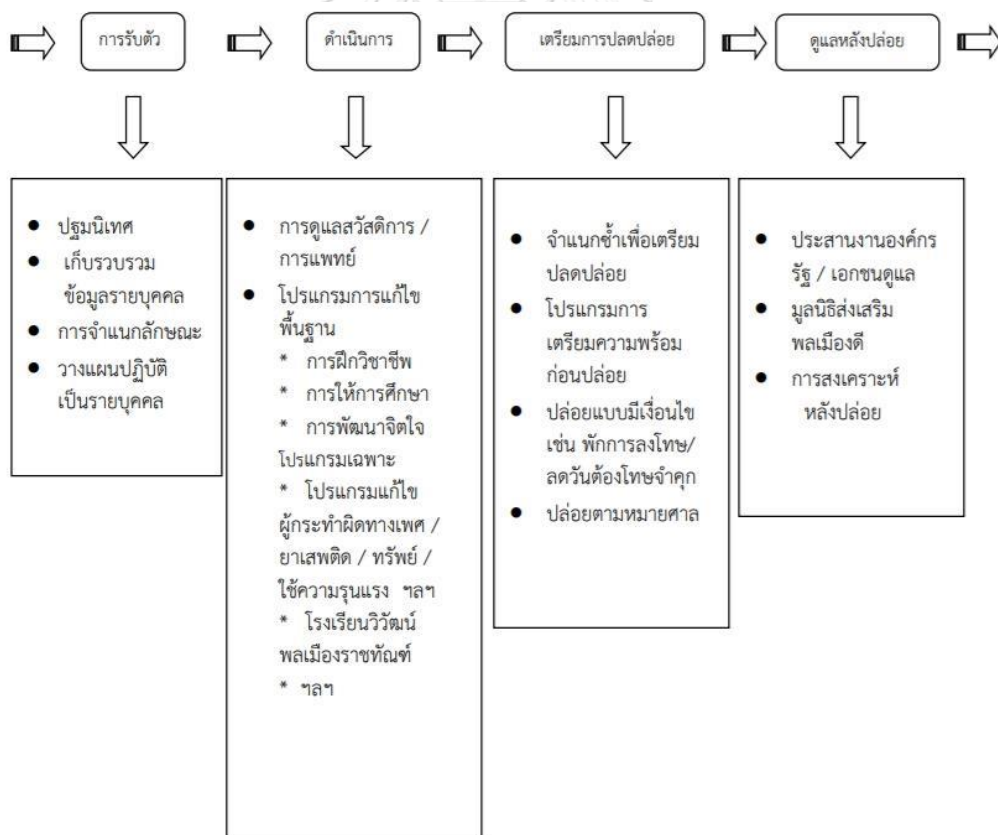 การรับตัว
ดำเนินการ
เตรียมการปลดปล่อย
ดูแลหลังปล่อย
● ปฐมนิเทศ
● เก็บรวบรวม
ข้อมูลรายบุคคล
● การจำแนกลักษณะ
● วางแผนปฏิบัติ
เป็นรายบุคคล
● การดูแลสวัสดิการ /
การแพทย์
● โปรแกรมการแก้ไข
พื้นฐาน
* การฝึกวิชาชีพ
* การให้การศึกษา
* การพัฒนาจิตใจ
โปรแกรมเฉพาะ
* โปรแกรมแก้ไข
ผู้กระทำผิดทางเพศ /
ยาเสพติด / ทรัพย์ /
ใช้ความรุนแรง ฯลฯ
* โรงเรียนวิวัฒน์
พลเมืองราชทัณฑ์
* ฯลฯ
● จำแนกซ้ำเพื่อเตรียม
ปลดปล่อย
● โปรแกรมการ
เตรียมความพร้อม
ก่อนปล่อย
● ปล่อยแบบมีเงื่อนไข
เช่น พักการลงโทษ/
ลดวันต้องโทษจำคุก
● ปล่อยตามหมายศาล
● ประสานงานองค์กร
รัฐ / เอกชนดูแล
● มูลนิธิส่งเสริม
พลเมืองดี
● การสงเคราะห์
หลังปล่อย